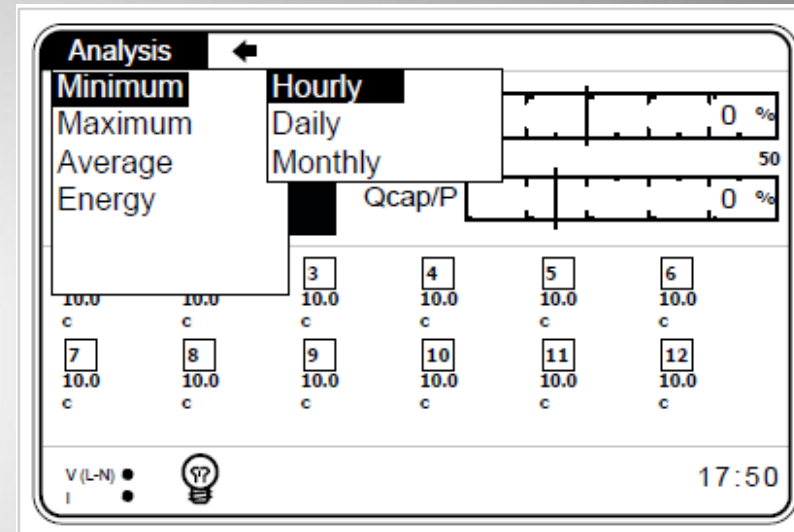 Analysis
Minimum
Maximum
Average
Energy
Hourly
Daily
Monthly
0 %
50
Qcap/P 0 %
3 4 5 6
10.0 10.0 10.0 10.0 10.0 10.0
c c c c c c
7 8 9 10 11 12
10.0 10.0 10.0 10.0 10.0 10.0
c c c c c c
V (L-N)
I
17:50